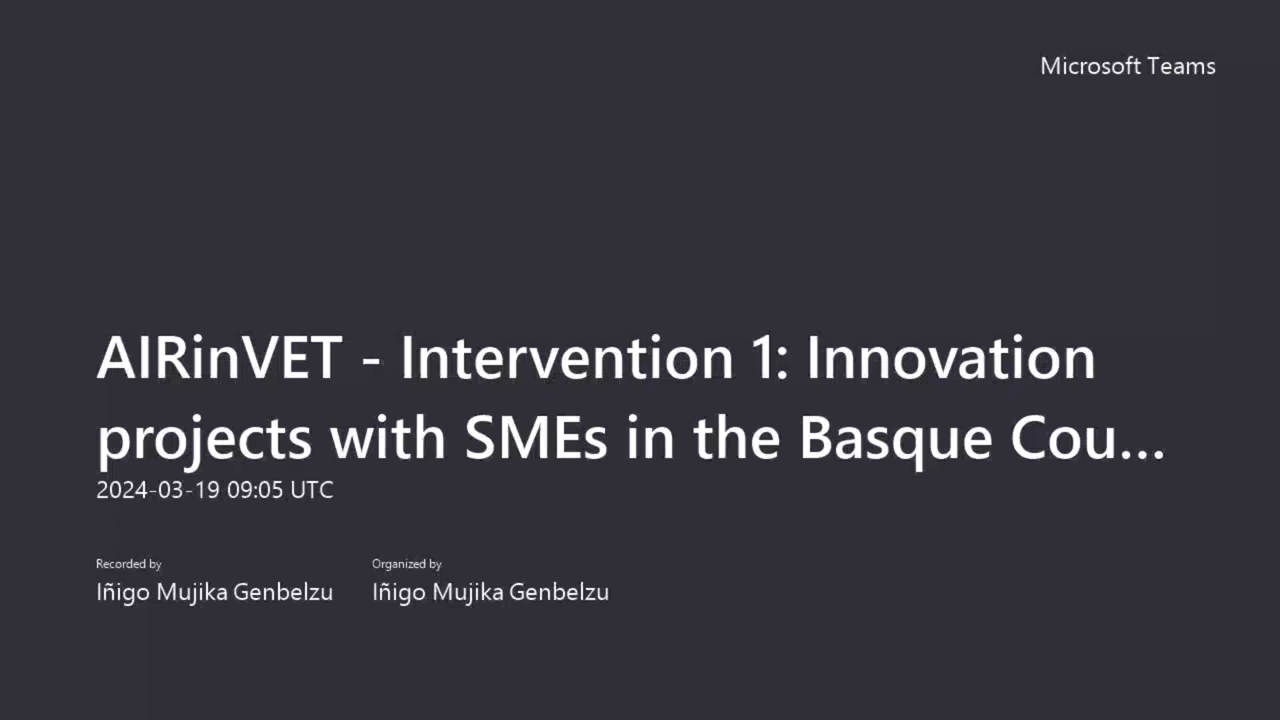 Microsoft Teams
AIRinVET - Intervention 1: Innovation
projects with SMEs in the Basque Cou...
2024-03-19 09:05 UTC
Recorded by
Organized by
Iñigo Mujika Genbelzu
Iñigo Mujika Genbelzu